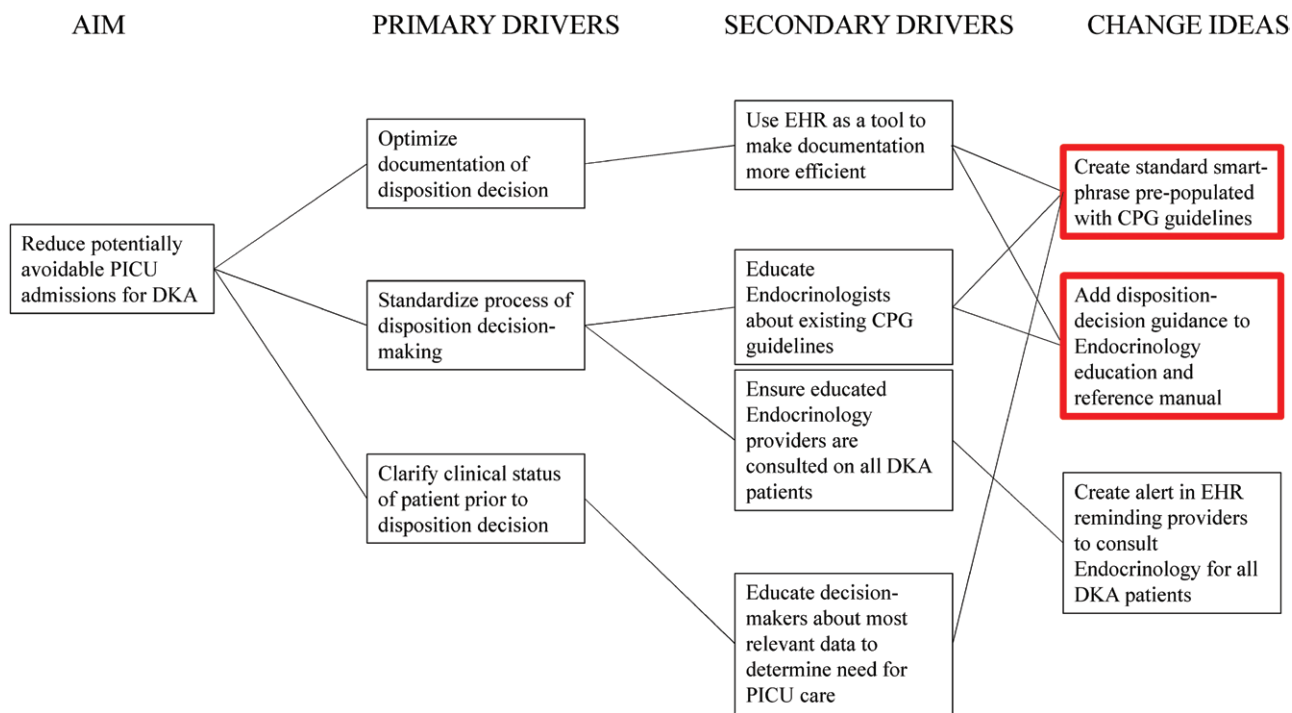 AIM
PRIMARY DRIVERS
SECONDARY DRIVERS
CHANGE IDEAS
Reduce potentially
avoidable PICU
admissions for DKA
Optimize
documentation of
disposition decision
Standardize process of
disposition decision-
making
Clarify clinical status
of patient prior to
disposition decision
Use EHR as a tool to
make documentation
more efficient
Educate
Endocrinologists
about existing CPG
guidelines
Ensure educated
Endocrinology
providers are
consulted on all DKA
patients
Educate decision-
makers about most
relevant data to
determine need for
PICU care
Create standard smart-
phrase pre-populated
with CPG guidelines
Add disposition-
decision guidance to
Endocrinology
education and
reference manual
Create alert in EHR
reminding providers
to consult
Endocrinology for all
DKA patients